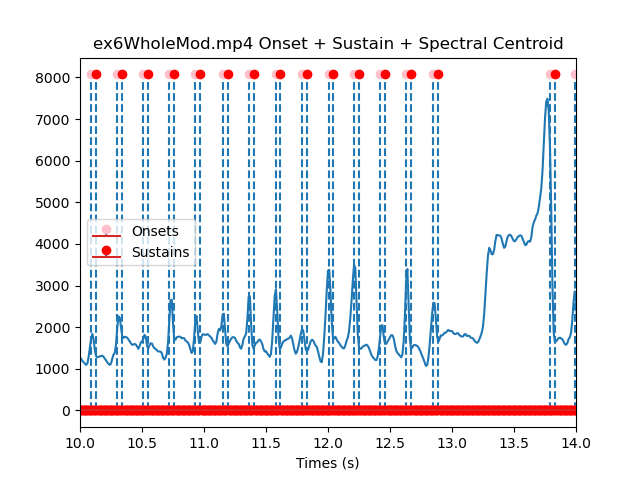 ex6WholeMod.mp4 Onset + Sustain + Spectral Centroid
8000
7000
6000
5000
4000
3000
2000
1000
0
Onsets
Sustains
10.0 10.5 11.0 11.5 12.0 12.5 13.0 13.5 14.0
Times (s)